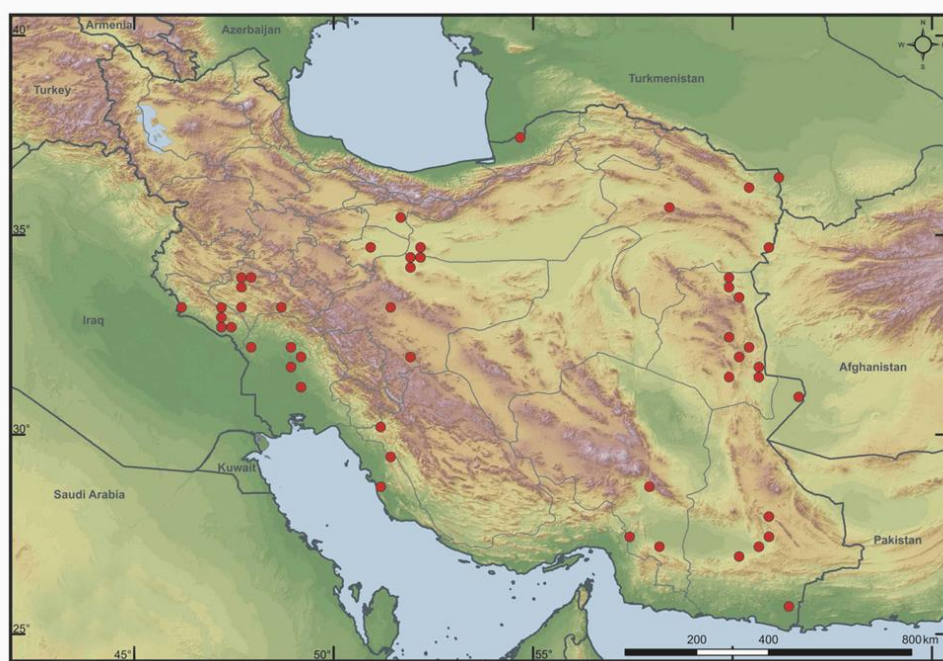 40°
Armenia
Azerbaijan
N
W
S
Turkey
Turkmenistan
35°
Iraq
Afghanistan
30°
Kuwait
Saudi Arabia
Pakistan
25°
45°
50°
55°
200 400 800 km